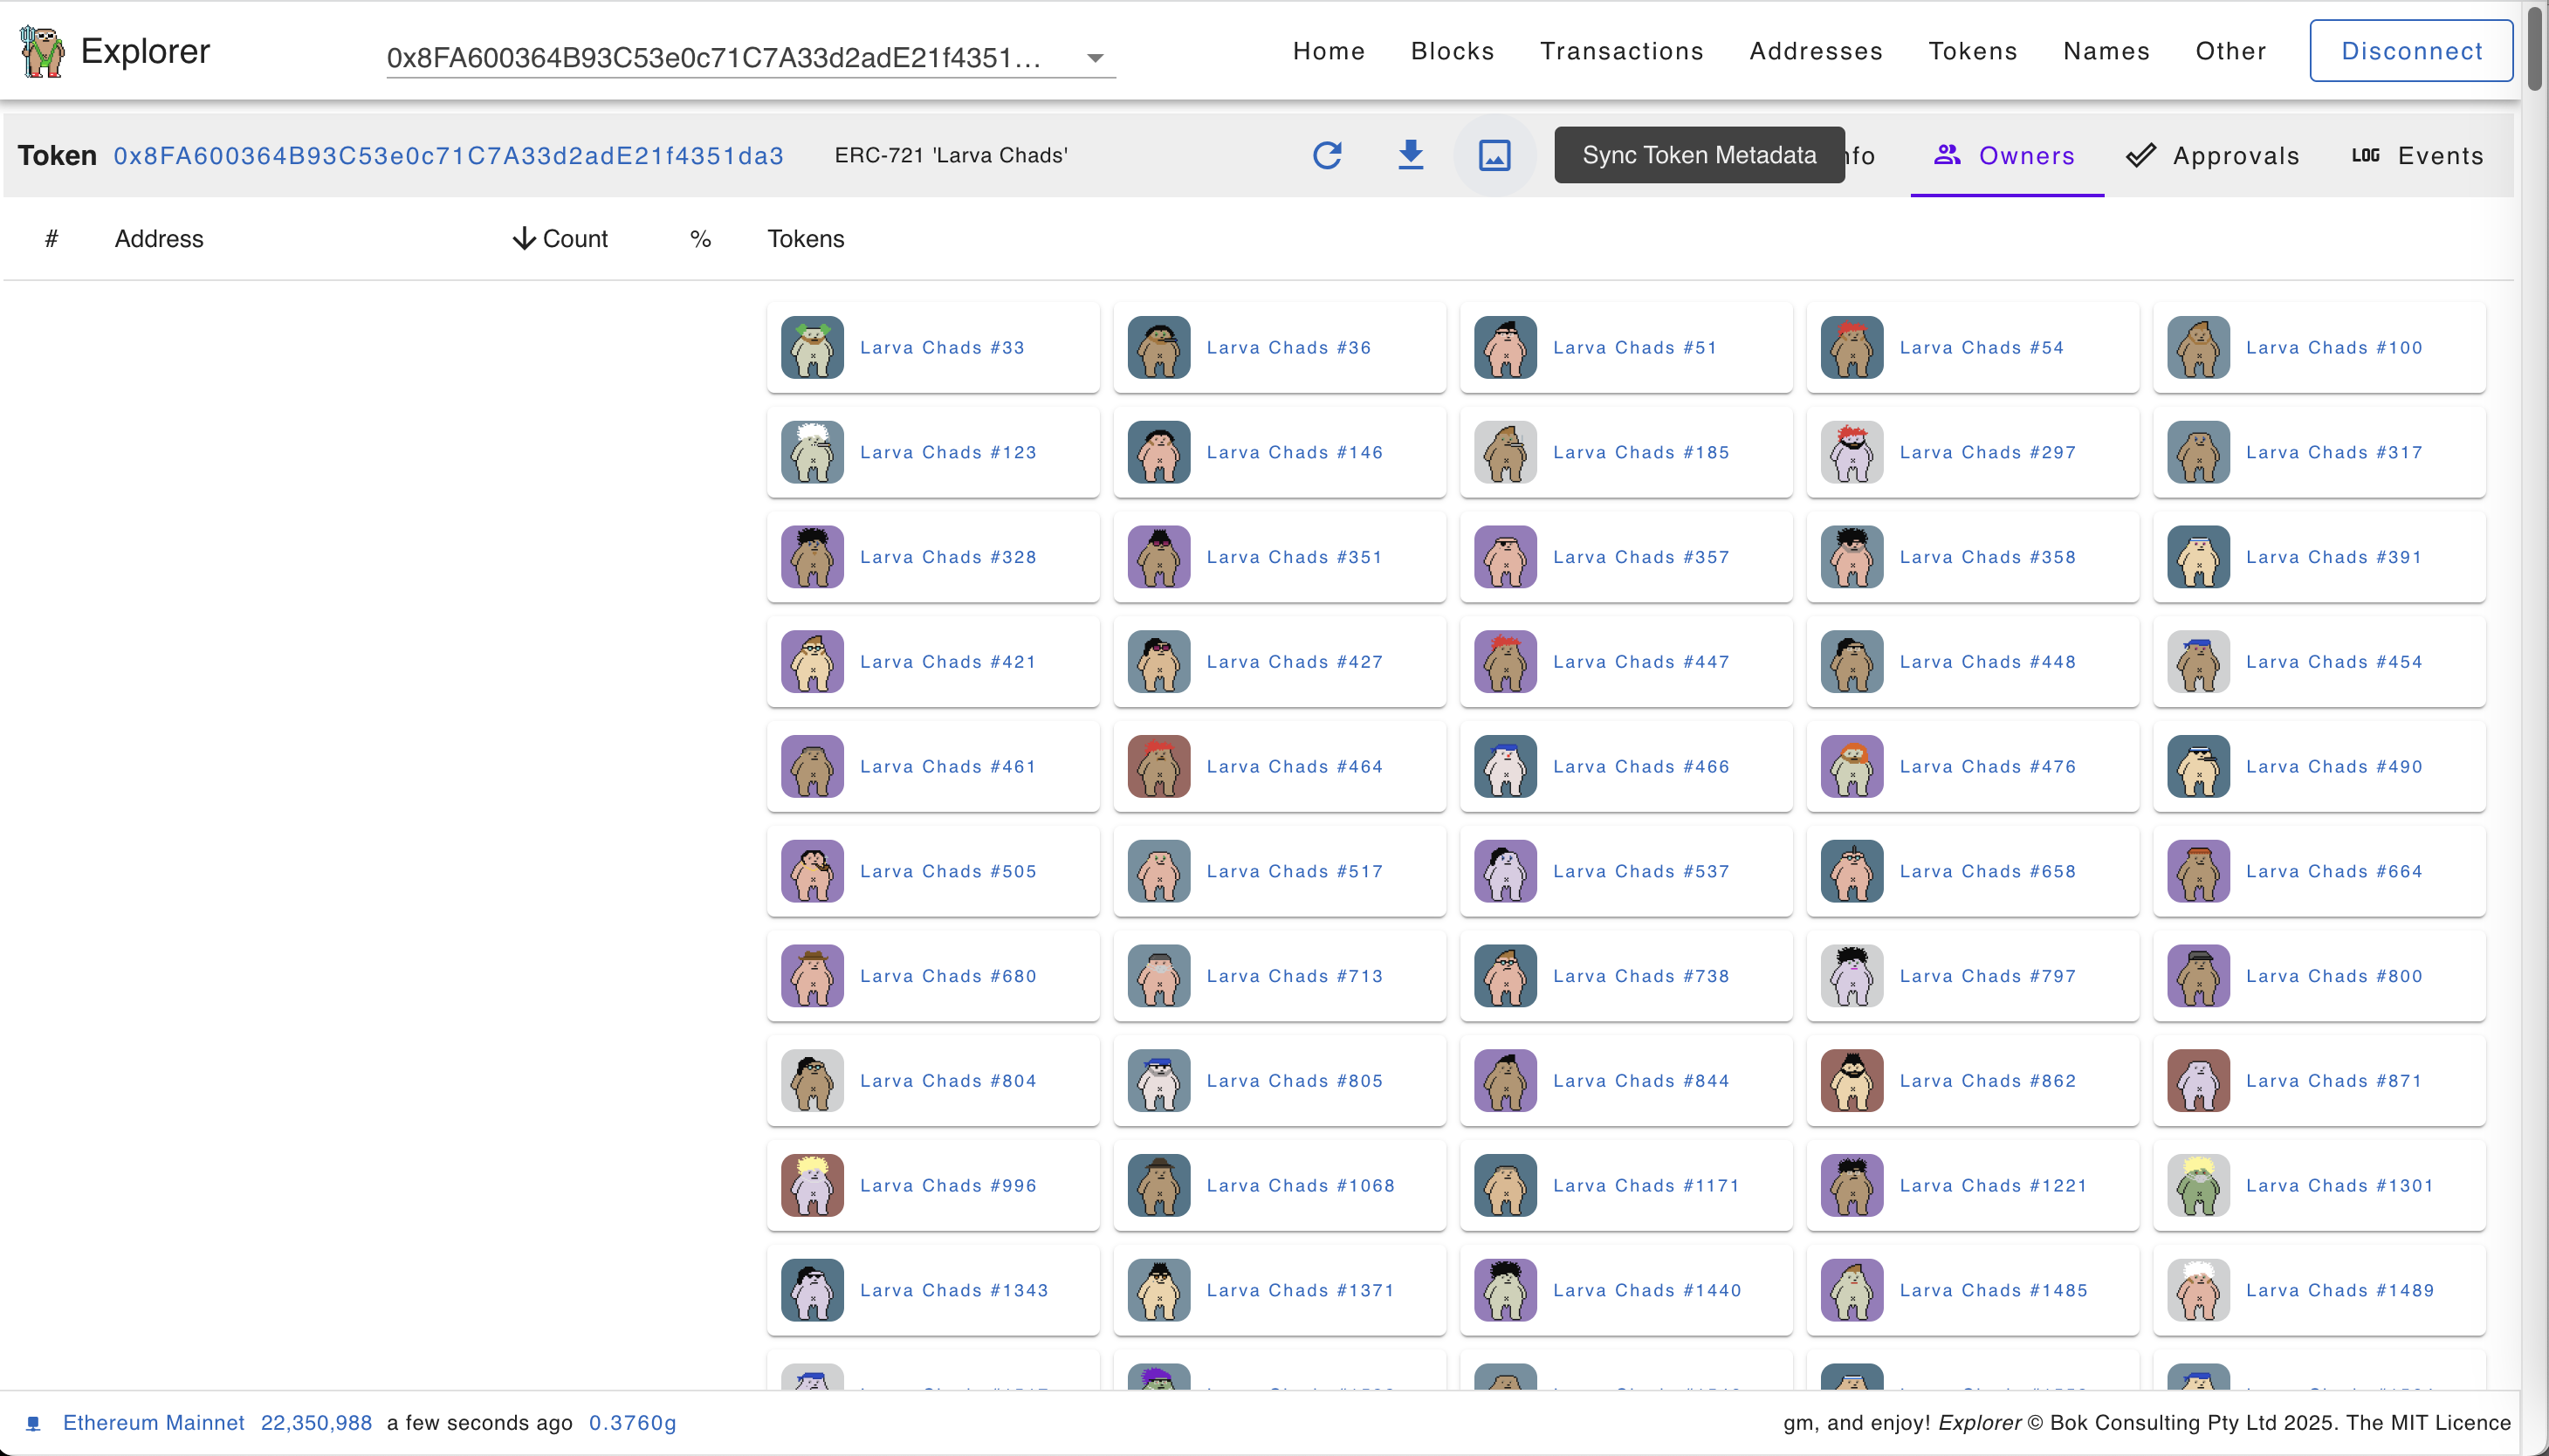 Explorer
0x8FA600364B93C53e0c71C7A33d2adE21f4351...
Home Blocks Transactions Addresses Tokens Names Other Disconnect
Token 0x8FA600364B93C53e0c71C7A33d2adE21f4351da3 ERC-721 'Larva Chads' Sync Token Metadata nfo Owners Approvals LOG Events
# Address Count % Tokens
Larva Chads #33 Larva Chads #36 Larva Chads #51 Larva Chads #54 Larva Chads #100
Larva Chads #123 Larva Chads #146 Larva Chads #185 Larva Chads #297 Larva Chads #317
Larva Chads #328 Larva Chads #351 Larva Chads #357 Larva Chads #358 Larva Chads #391
Larva Chads #421 Larva Chads #427 Larva Chads #447 Larva Chads #448 Larva Chads #454
Larva Chads #461 Larva Chads #464 Larva Chads #466 Larva Chads #476 Larva Chads #490
Larva Chads #505 Larva Chads #517 Larva Chads #537 Larva Chads #658 Larva Chads #664
Larva Chads #680 Larva Chads #713 Larva Chads #738 Larva Chads #797 Larva Chads #800
Larva Chads #804 Larva Chads #805 Larva Chads #844 Larva Chads #862 Larva Chads #871
Larva Chads #996 Larva Chads #1068 Larva Chads #1171 Larva Chads #1221 Larva Chads #1301
Larva Chads #1343 Larva Chads #1371 Larva Chads #1440 Larva Chads #1485 Larva Chads #1489
Ethereum Mainnet 22,350,988 a few seconds ago 0.3760g gm, and enjoy! Explorer © Bok Consulting Pty Ltd 2025. The MIT Licence